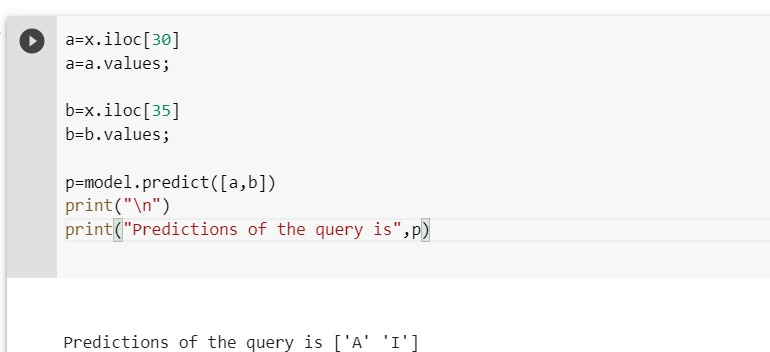 a=x.iloc[30]
a=a.values;
b=x.iloc[35]
b=b.values;
p=model.predict([a,b])
print("\n")
print("Predictions of the query is",p)
Predictions of the query is ['A' 'I']